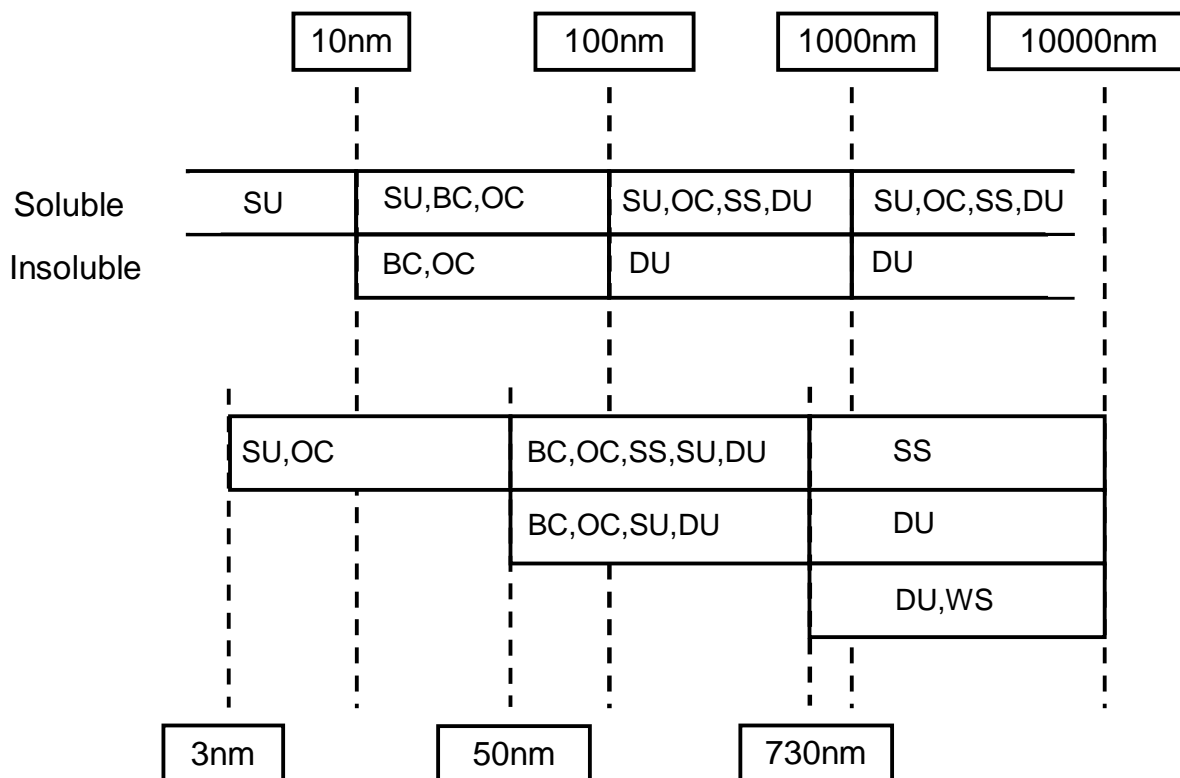 10nm 100nm 1000nm 10000nm
Soluble SU SU,BC,OC SU,OC,SS,DU SU,OC,SS,DU
Insoluble BC,OC DU DU
SU,OC BC,OC,SS,SU,DU SS
BC,OC,SU,DU DU
DU,WS
3nm 50nm 730nm